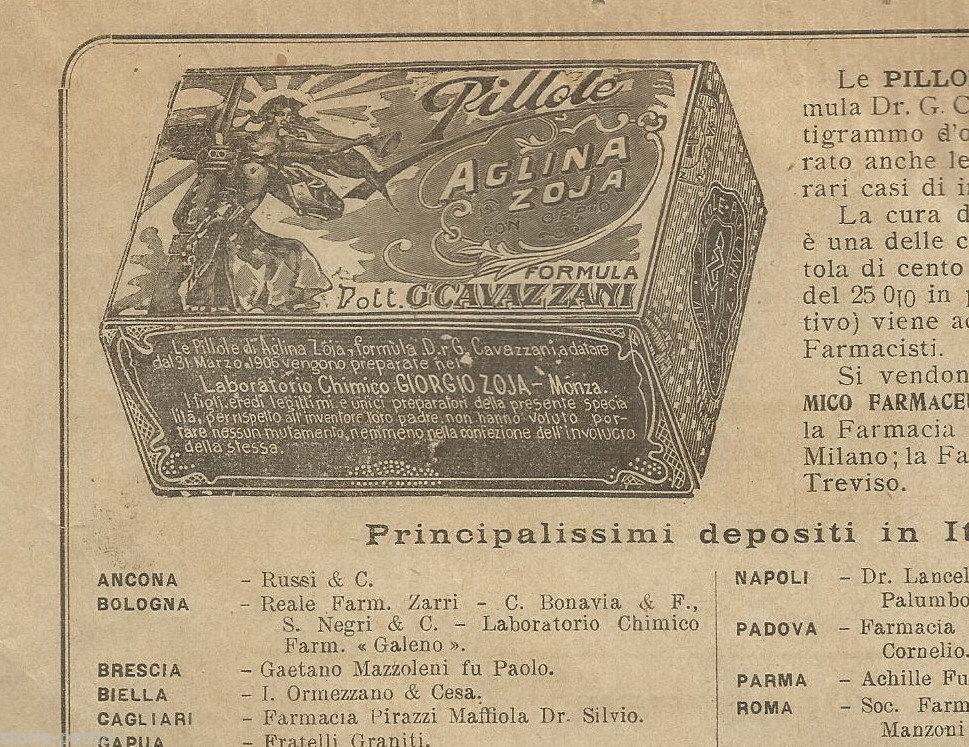 Pillole
AGLINA
ZOJA
CON OPPIO
FORMULA
Dott. G. CAVAZZANI
Le Pillole di Aglina Zoja, formula D.r G. Cavazzani, a datare
dal 31 Marzo 1906 vengono preparate nel
Laboratorio Chimico GIORGIO ZOJA - Monza.
I figli, eredi legittimi e unici preparatori della presente specia
lità, per rispetto all'inventore loro padre, non hanno voluto por-
tare nessun mutamento, nemmeno nella confezione dell'involucro
della stessa.
Le PILLO
mula Dr. G. C
tigrammo d'o
rato anche le
rari casi di i
La cura d
è una delle c
tola di cento
del 25 0|0 in
tivo) viene a
Farmacisti.
Si vendon
MICO FARMACE
la Farmacia
Milano; la Fa
Treviso.
Principalissimi depositi in It
ANCONA - Russi & C.
BOLOGNA - Reale Farm. Zarri - C. Bonavia & F.,
S. Negri & C. - Laboratorio Chimico
Farm. « Galeno ».
BRESCIA - Gaetano Mazzoleni fu Paolo.
BIELLA - I. Ormezzano & Cesa.
CAGLIARI - Farmacia Pirazzi Maffiola Dr. Silvio.
CAPUA - Fratelli Graniti.
NAPOLI - Dr. Lancel
Palumbo
PADOVA - Farmacia
Cornelio.
PARMA - Achille Fu
ROMA - Soc. Farm
Manzoni